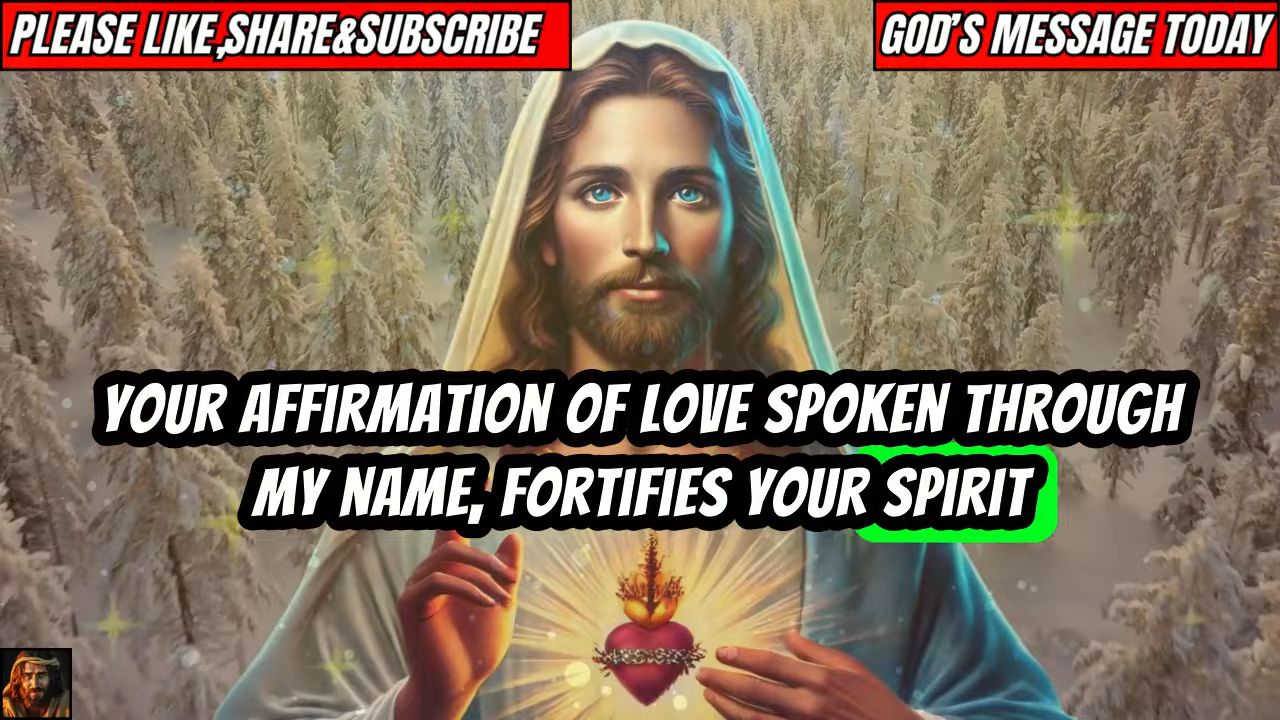 PLEASE LIKE,SHARE&SUBSCRIBE
GOD'S MESSAGE TODAY
YOUR AFFIRMATION OF LOVE SPOKEN THROUGH
MY NAME, FORTIFIES YOUR SPIRIT